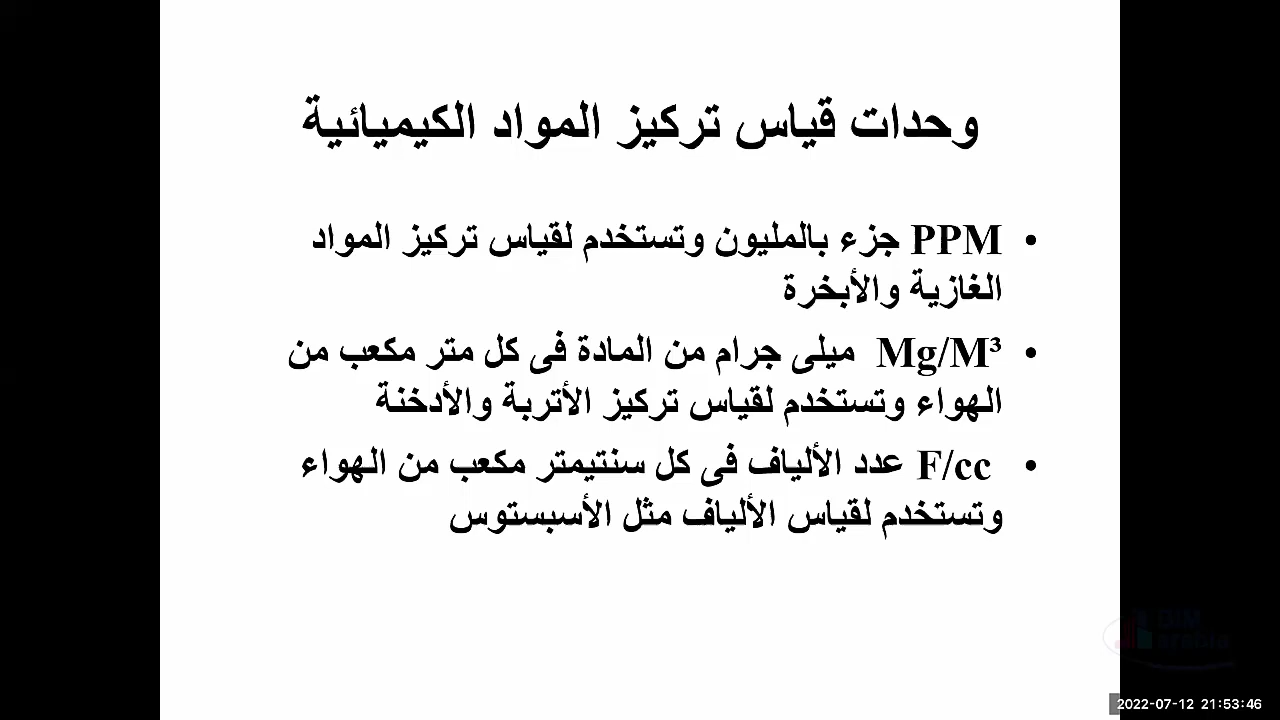 وحدات قياس تركيز المواد الكيميائية
• PPM جزء بالمليون وتستخدم لقياس تركيز المواد
الغازية والأبخرة
• Mg/M³ ميلى جرام من المادة فى كل متر مكعب من
الهواء وتستخدم لقياس تركيز الأتربة والأدخنة
• F/cc عدد الألياف فى كل سنتيمتر مكعب من الهواء
وتستخدم لقياس الألياف مثل الأسبستوس
BIM
arabia
2022-07-12 21:53:46